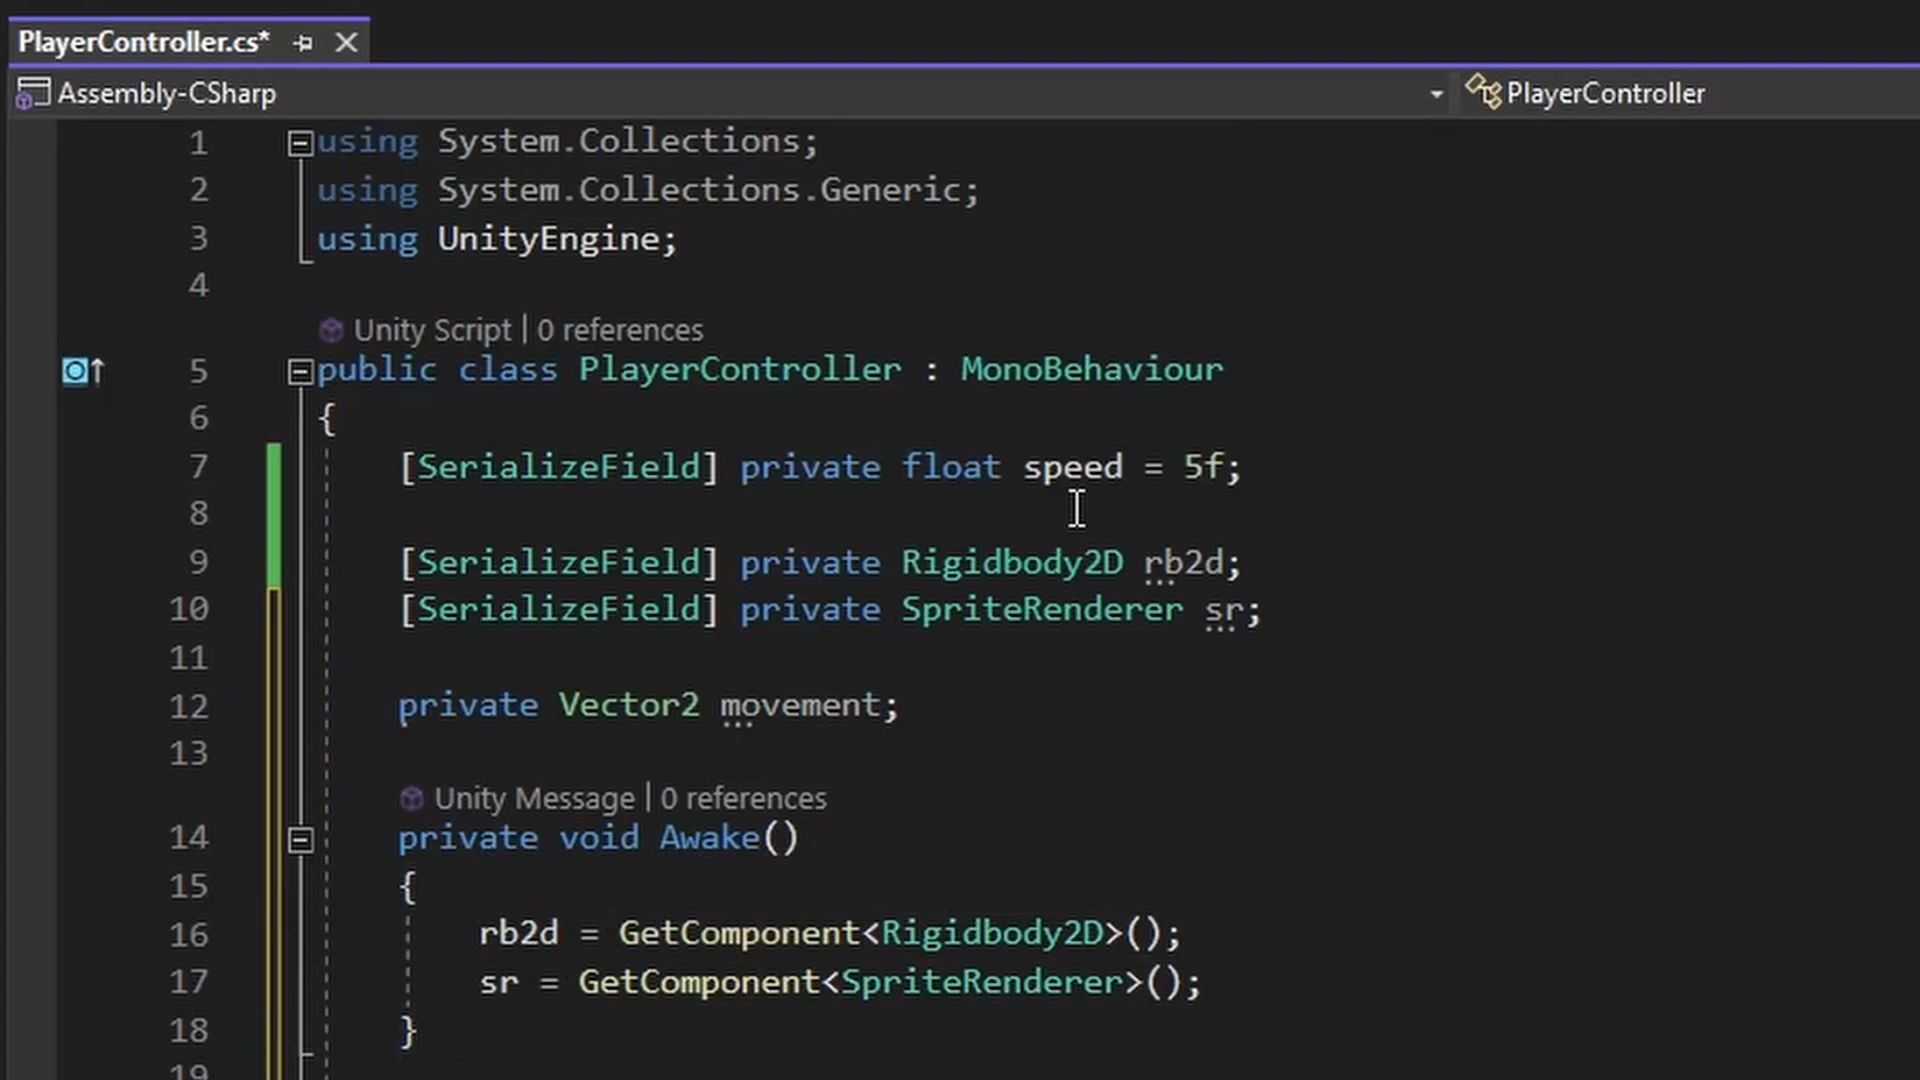 PlayerController.cs*
Assembly-CSharp PlayerController
1 using System.Collections;
2 using System.Collections.Generic;
3 using UnityEngine;
4
Unity Script | 0 references
5 public class PlayerController : MonoBehaviour
6 {
7 [SerializeField] private float speed = 5f;
8
9 [SerializeField] private Rigidbody2D rb2d;
10 [SerializeField] private SpriteRenderer sr;
11
12 private Vector2 movement;
13
Unity Message | 0 references
14 private void Awake()
15 {
16 rb2d = GetComponent<Rigidbody2D>();
17 sr = GetComponent<SpriteRenderer>();
18 }
19